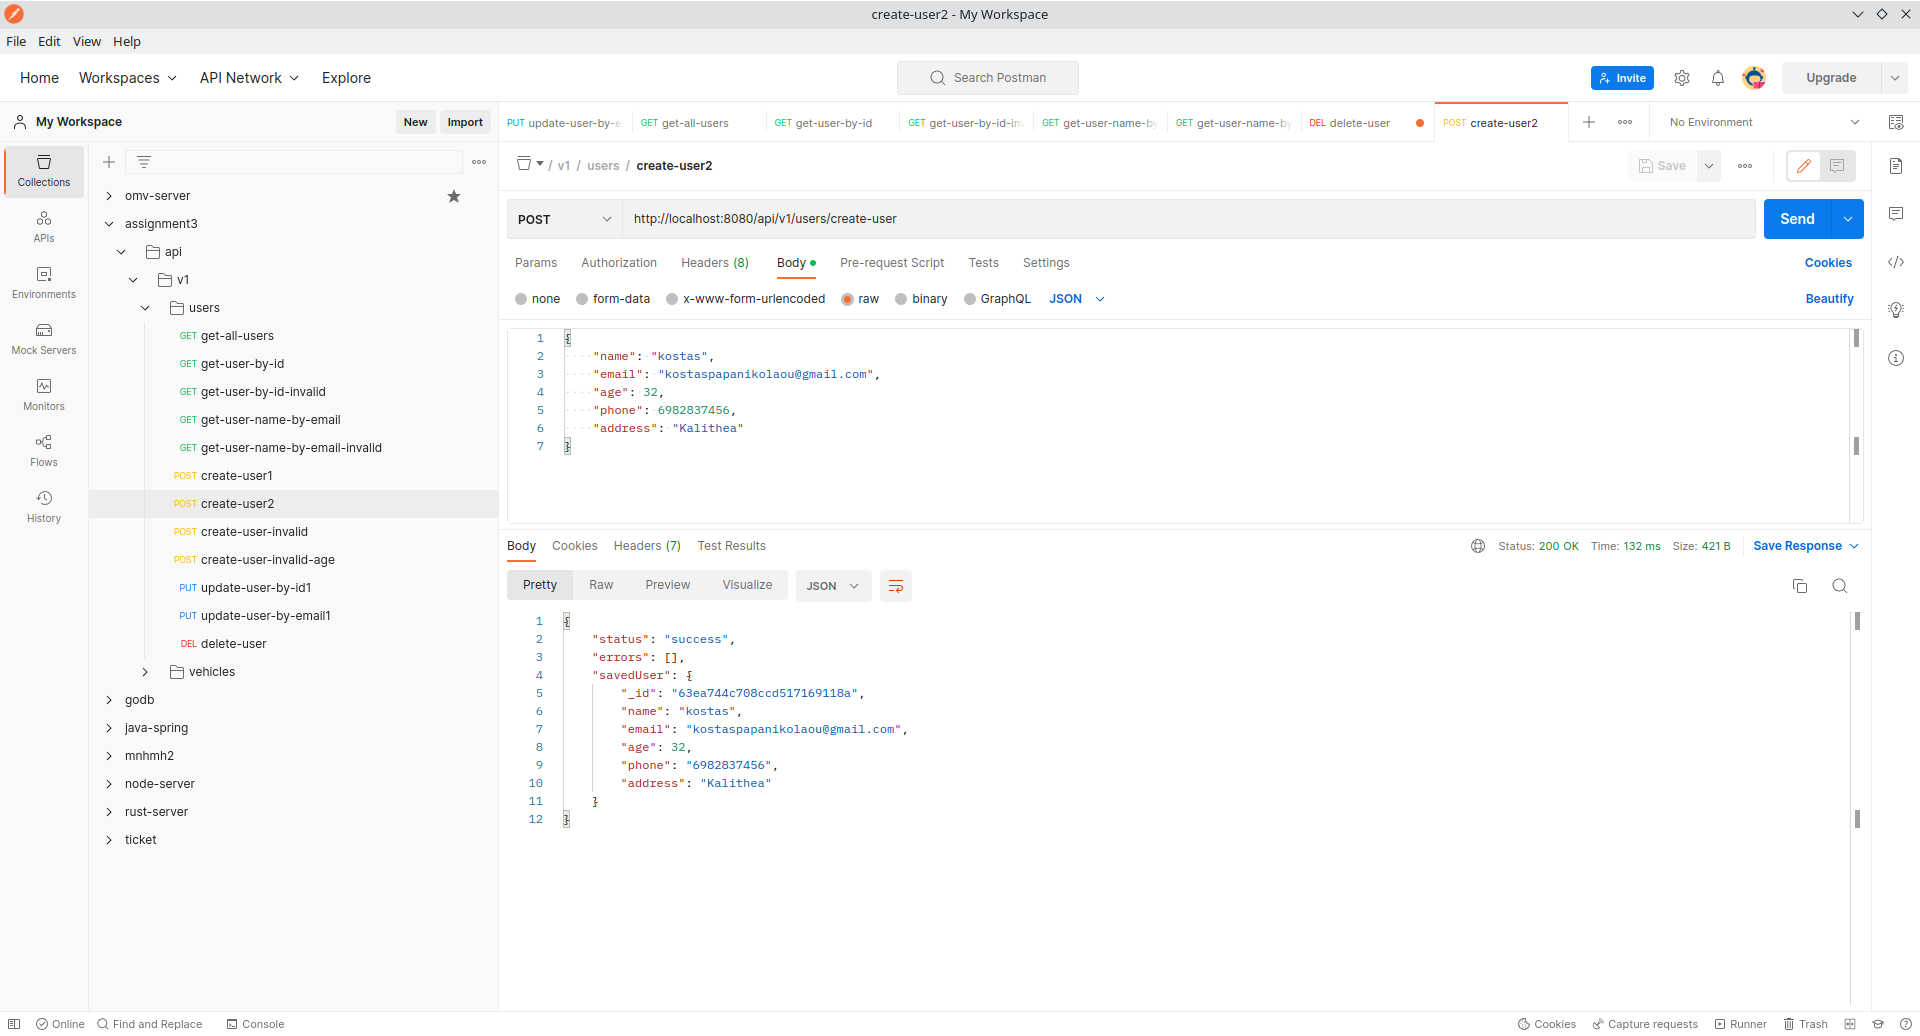 create-user2 - My Workspace
File Edit View Help
Home Workspaces API Network Explore
Search Postman
Invite
Upgrade
My Workspace
New Import
PUT update-user-by-e
GET get-all-users
GET get-user-by-id
GET get-user-by-id-in
GET get-user-name-by
GET get-user-name-by
DEL delete-user
POST create-user2
No Environment
Collections
APIs
Environments
Mock Servers
Monitors
Flows
History
omv-server
assignment3
api
v1
users
GET get-all-users
GET get-user-by-id
GET get-user-by-id-invalid
GET get-user-name-by-email
GET get-user-name-by-email-invalid
POST create-user1
POST create-user2
POST create-user-invalid
POST create-user-invalid-age
PUT update-user-by-id1
PUT update-user-by-email1
DEL delete-user
vehicles
godb
java-spring
mnhmh2
node-server
rust-server
ticket
/ v1 / users / create-user2
Save
POST http://localhost:8080/api/v1/users/create-user
Send
Params Authorization Headers (8) Body Pre-request Script Tests Settings
Cookies
none form-data x-www-form-urlencoded raw binary GraphQL JSON
Beautify
1 {
2 "name": "kostas",
3 "email": "kostaspapanikolaou@gmail.com",
4 "age": 32,
5 "phone": 6982837456,
6 "address": "Kalithea"
7 }
Body Cookies Headers (7) Test Results
Status: 200 OK Time: 132 ms Size: 421 B Save Response
Pretty Raw Preview Visualize JSON
1 {
2 "status": "success",
3 "errors": [],
4 "savedUser": {
5 "_id": "63ea744c708ccd517169118a",
6 "name": "kostas",
7 "email": "kostaspapanikolaou@gmail.com",
8 "age": 32,
9 "phone": "6982837456",
10 "address": "Kalithea"
11 }
12 }
Online Find and Replace Console
Cookies Capture requests Runner Trash